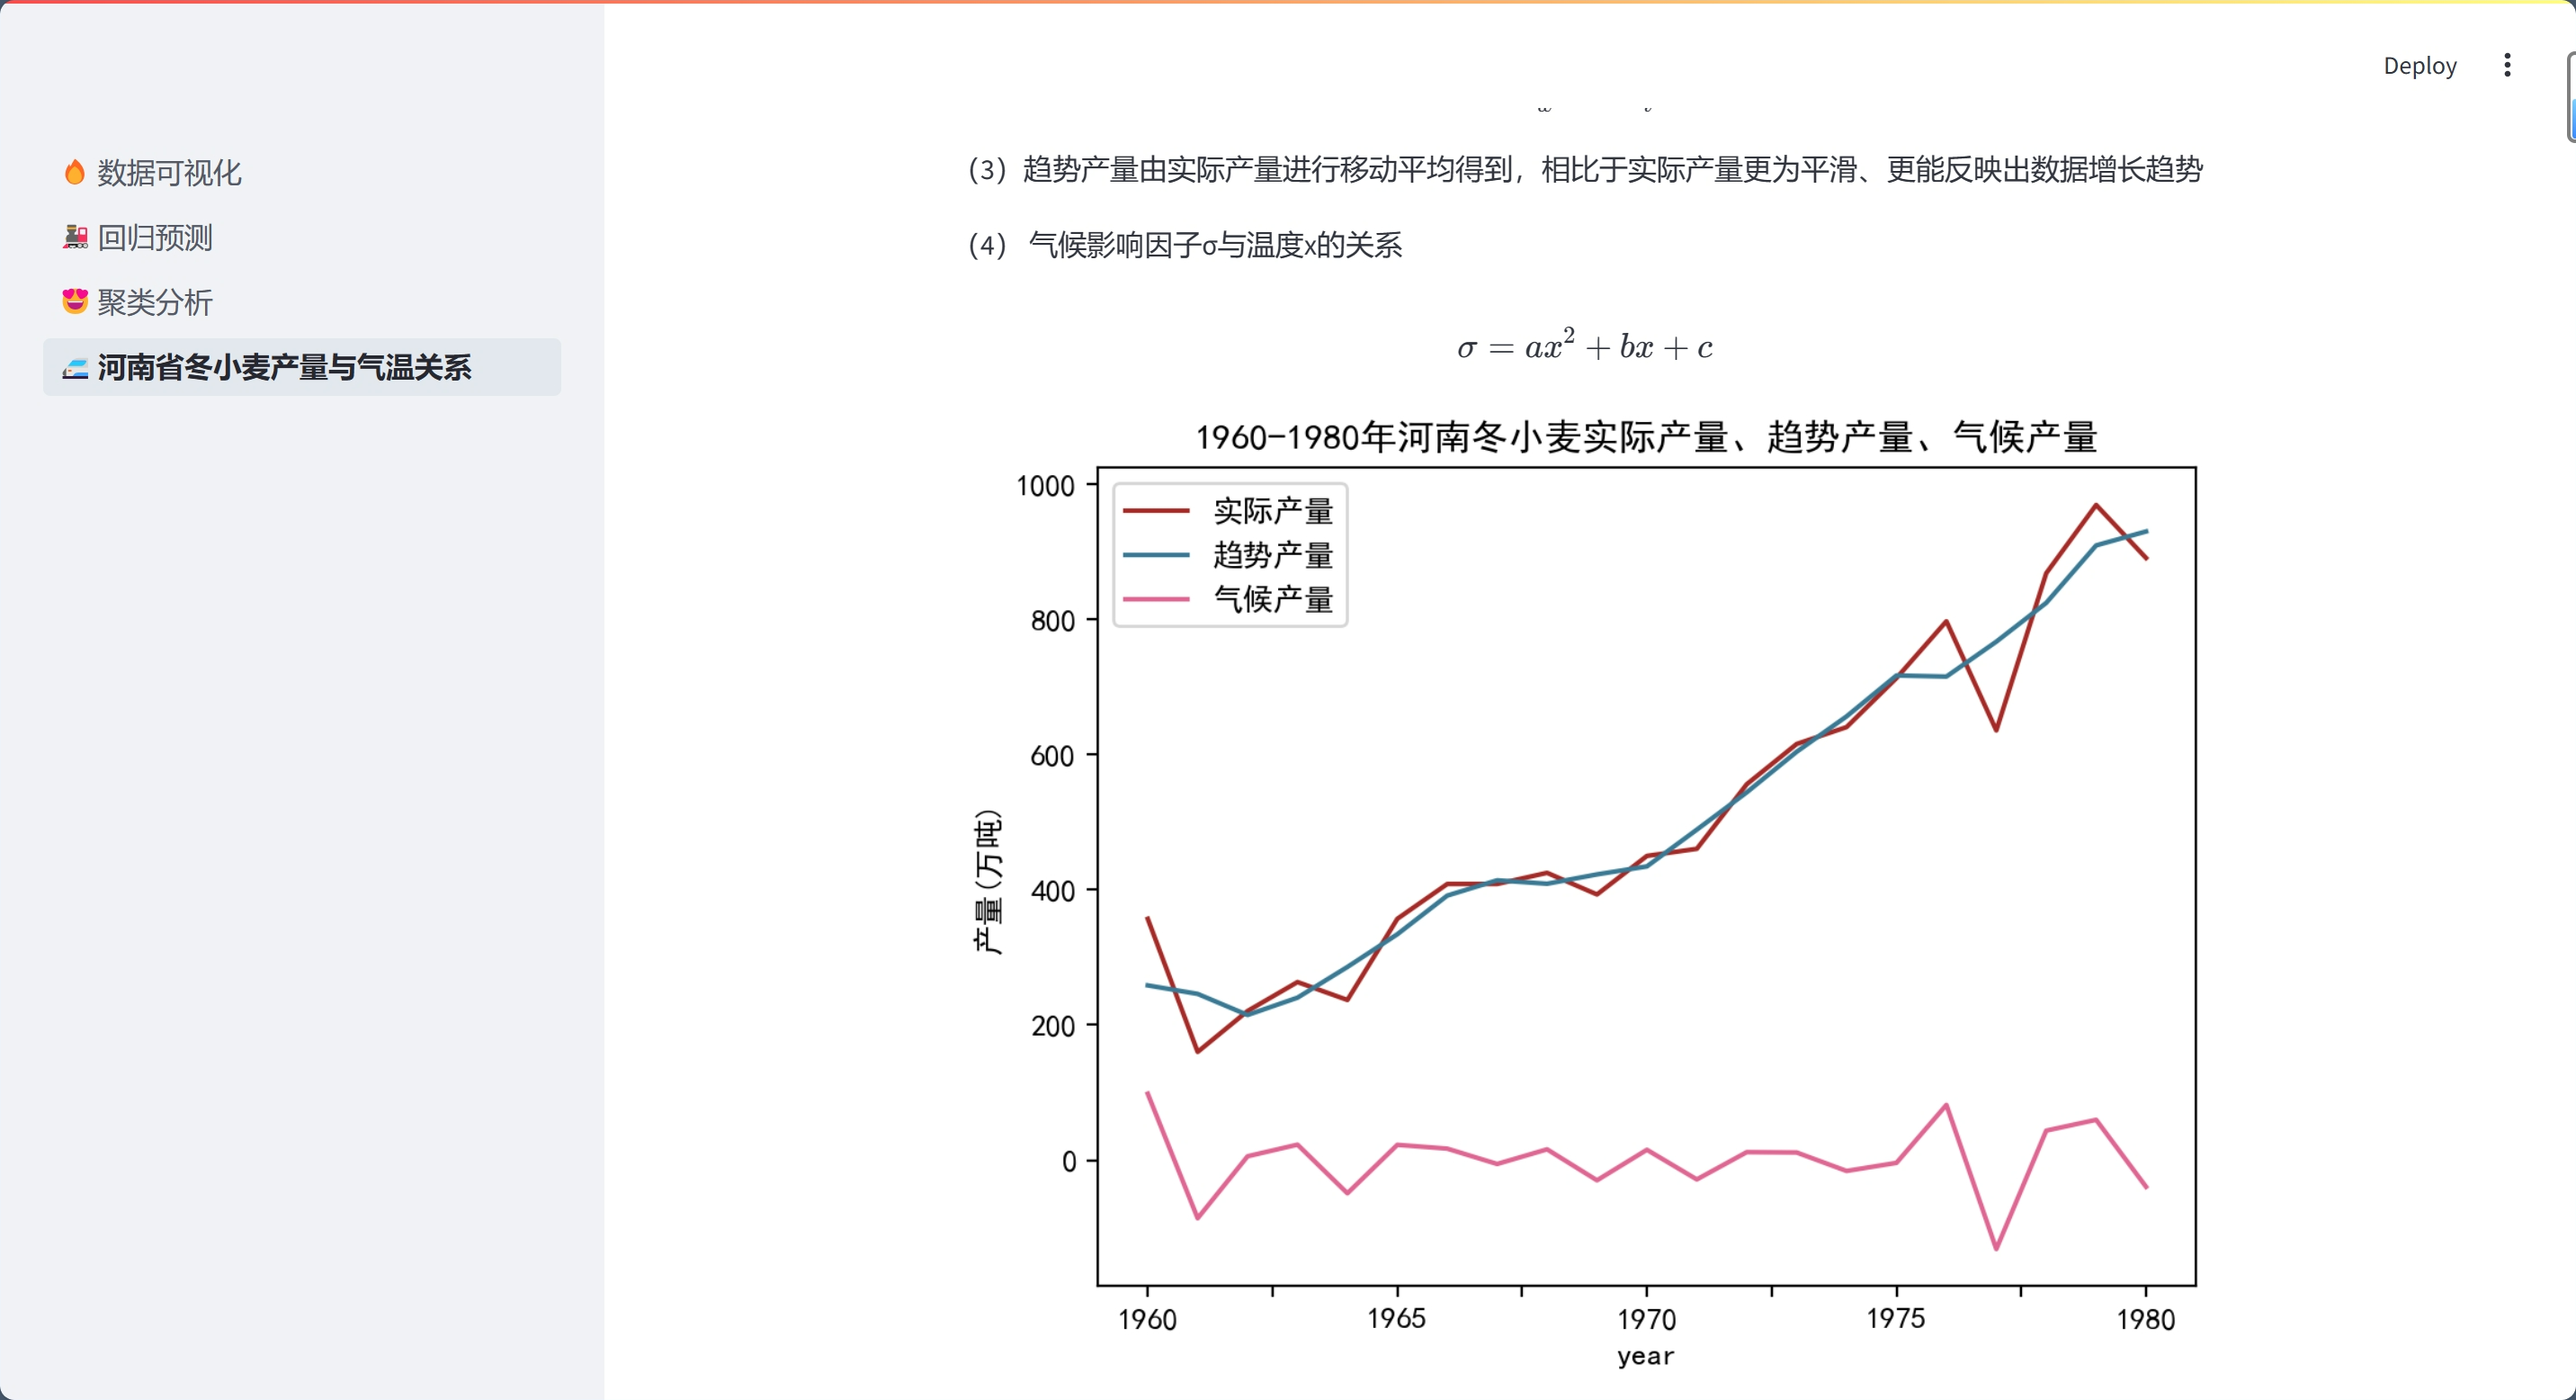 Deploy
数据可视化
回归预测
聚类分析
河南省冬小麦产量与气温关系
（3）趋势产量由实际产量进行移动平均得到，相比于实际产量更为平滑、更能反映出数据增长趋势
（4） 气候影响因子σ与温度x的关系
σ = ax² + bx + c
1960-1980年河南冬小麦实际产量、趋势产量、气候产量
实际产量
趋势产量
气候产量
1000
800
600
400
200
0
产量(万吨)
1960 1965 1970 1975 1980
year